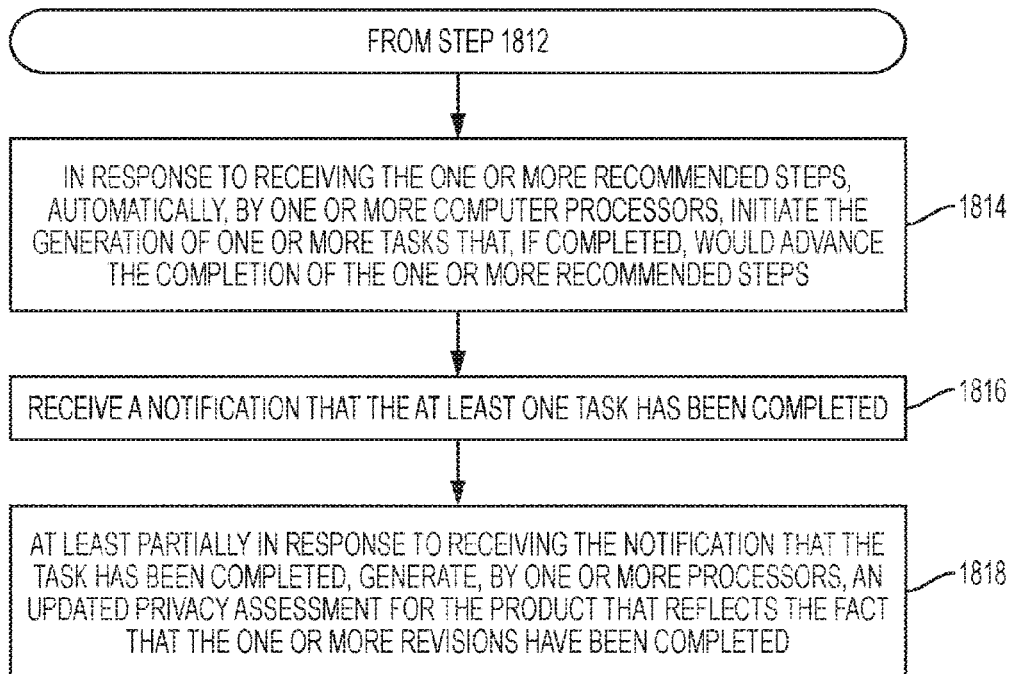 FROM STEP 1812
IN RESPONSE TO RECEIVING THE ONE OR MORE RECOMMENDED STEPS,
AUTOMATICALLY, BY ONE OR MORE COMPUTER PROCESSORS, INITIATE THE
GENERATION OF ONE OR MORE TASKS THAT, IF COMPLETED, WOULD ADVANCE
THE COMPLETION OF THE ONE OR MORE RECOMMENDED STEPS
1814
RECEIVE A NOTIFICATION THAT THE AT LEAST ONE TASK HAS BEEN COMPLETED
1816
AT LEAST PARTIALLY IN RESPONSE TO RECEIVING THE NOTIFICATION THAT THE
TASK HAS BEEN COMPLETED, GENERATE, BY ONE OR MORE PROCESSORS, AN
UPDATED PRIVACY ASSESSMENT FOR THE PRODUCT THAT REFLECTS THE FACT
THAT THE ONE OR MORE REVISIONS HAVE BEEN COMPLETED
1818